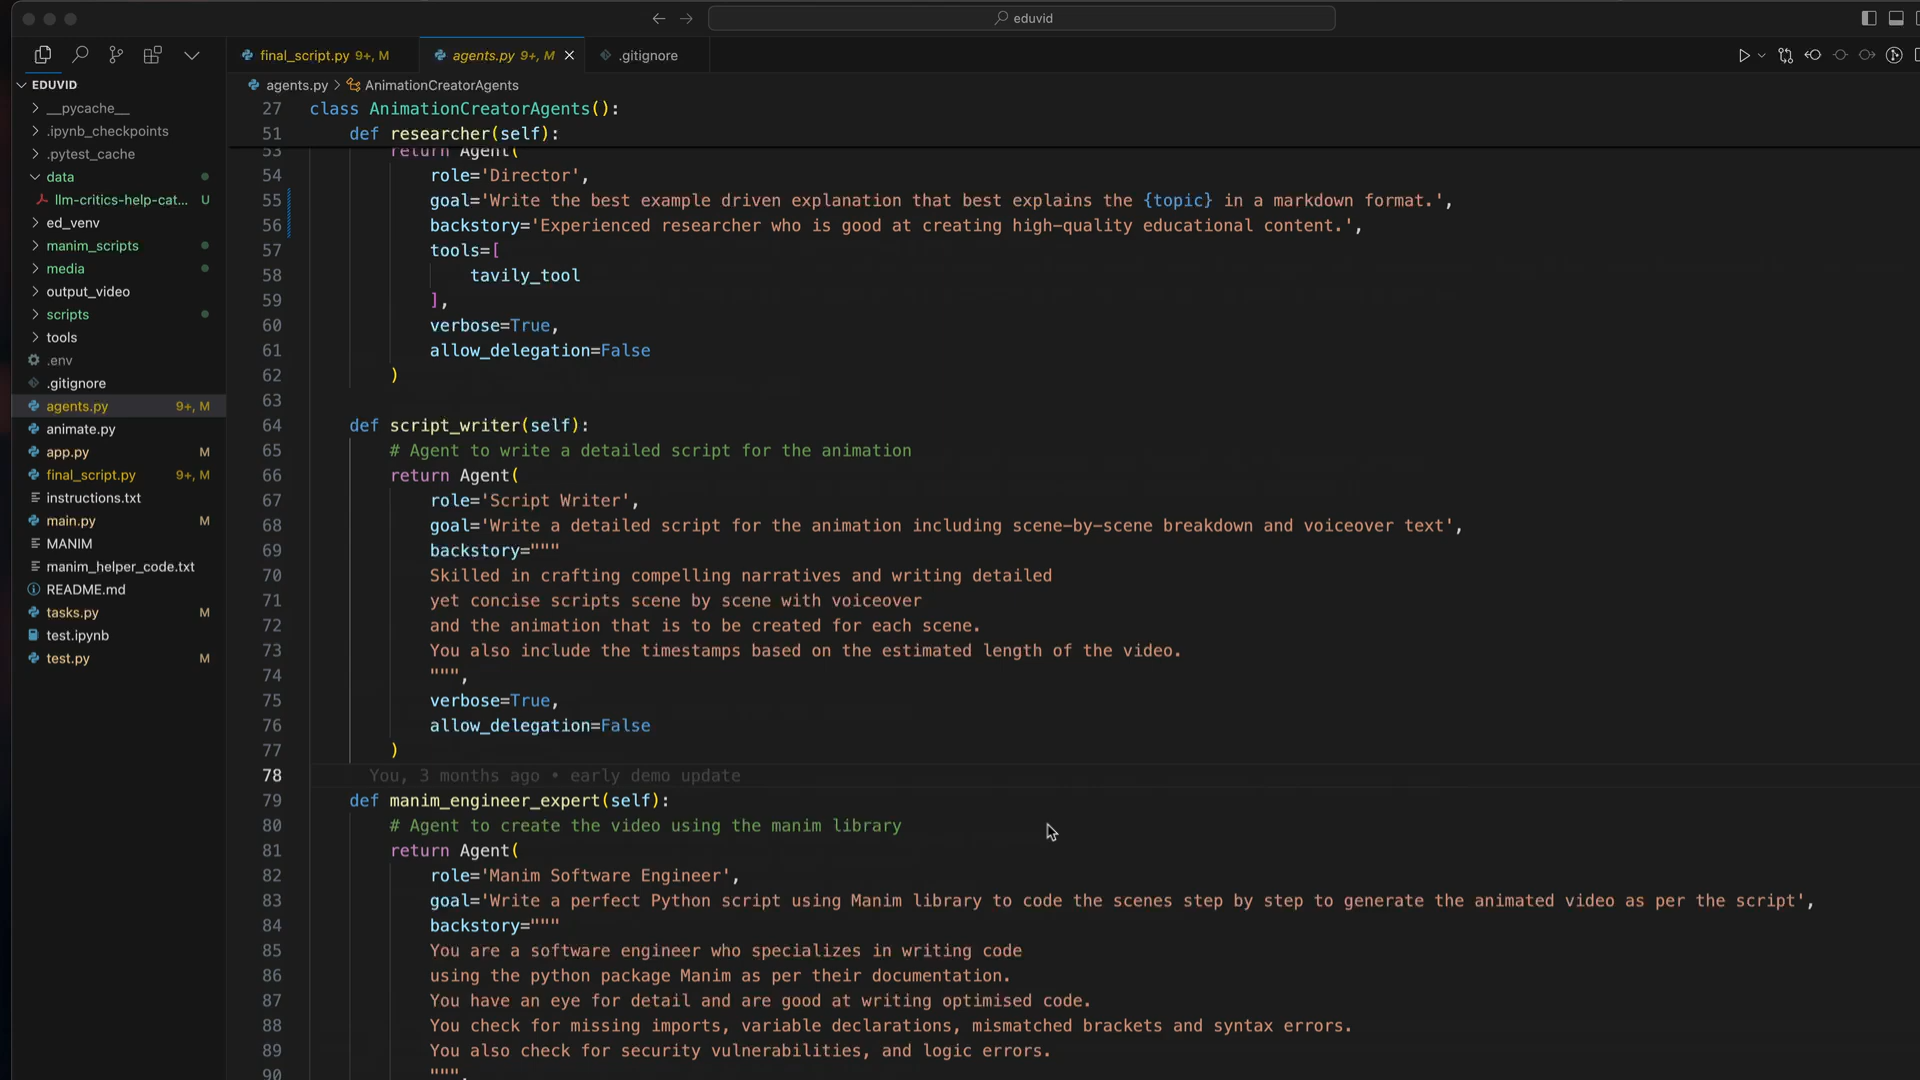 eduvid
final_script.py 9+, M
agents.py 9+, M
.gitignore
EDUVID
agents.py > AnimationCreatorAgents
__pycache__
.ipynb_checkpoints
.pytest_cache
data
llm-critics-help-cat... U
ed_venv
manim_scripts
media
output_video
scripts
tools
.env
.gitignore
agents.py 9+, M
animate.py
app.py M
final_script.py 9+, M
instructions.txt
main.py M
MANIM
manim_helper_code.txt
README.md
tasks.py M
test.ipynb
test.py M
27 class AnimationCreatorAgents():
51 def researcher(self):
53 return Agent(
54 role='Director',
55 goal='Write the best example driven explanation that best explains the {topic} in a markdown format.',
56 backstory='Experienced researcher who is good at creating high-quality educational content.',
57 tools=[
58 tavily_tool
59 ],
60 verbose=True,
61 allow_delegation=False
62 )
63
64 def script_writer(self):
65 # Agent to write a detailed script for the animation
66 return Agent(
67 role='Script Writer',
68 goal='Write a detailed script for the animation including scene-by-scene breakdown and voiceover text',
69 backstory="""
70 Skilled in crafting compelling narratives and writing detailed
71 yet concise scripts scene by scene with voiceover
72 and the animation that is to be created for each scene.
73 You also include the timestamps based on the estimated length of the video.
74 """,
75 verbose=True,
76 allow_delegation=False
77 )
78 You, 3 months ago • early demo update
79 def manim_engineer_expert(self):
80 # Agent to create the video using the manim library
81 return Agent(
82 role='Manim Software Engineer',
83 goal='Write a perfect Python script using Manim library to code the scenes step by step to generate the animated video as per the script',
84 backstory="""
85 You are a software engineer who specializes in writing code
86 using the python package Manim as per their documentation.
87 You have an eye for detail and are good at writing optimised code.
88 You check for missing imports, variable declarations, mismatched brackets and syntax errors.
89 You also check for security vulnerabilities, and logic errors.
90 """,